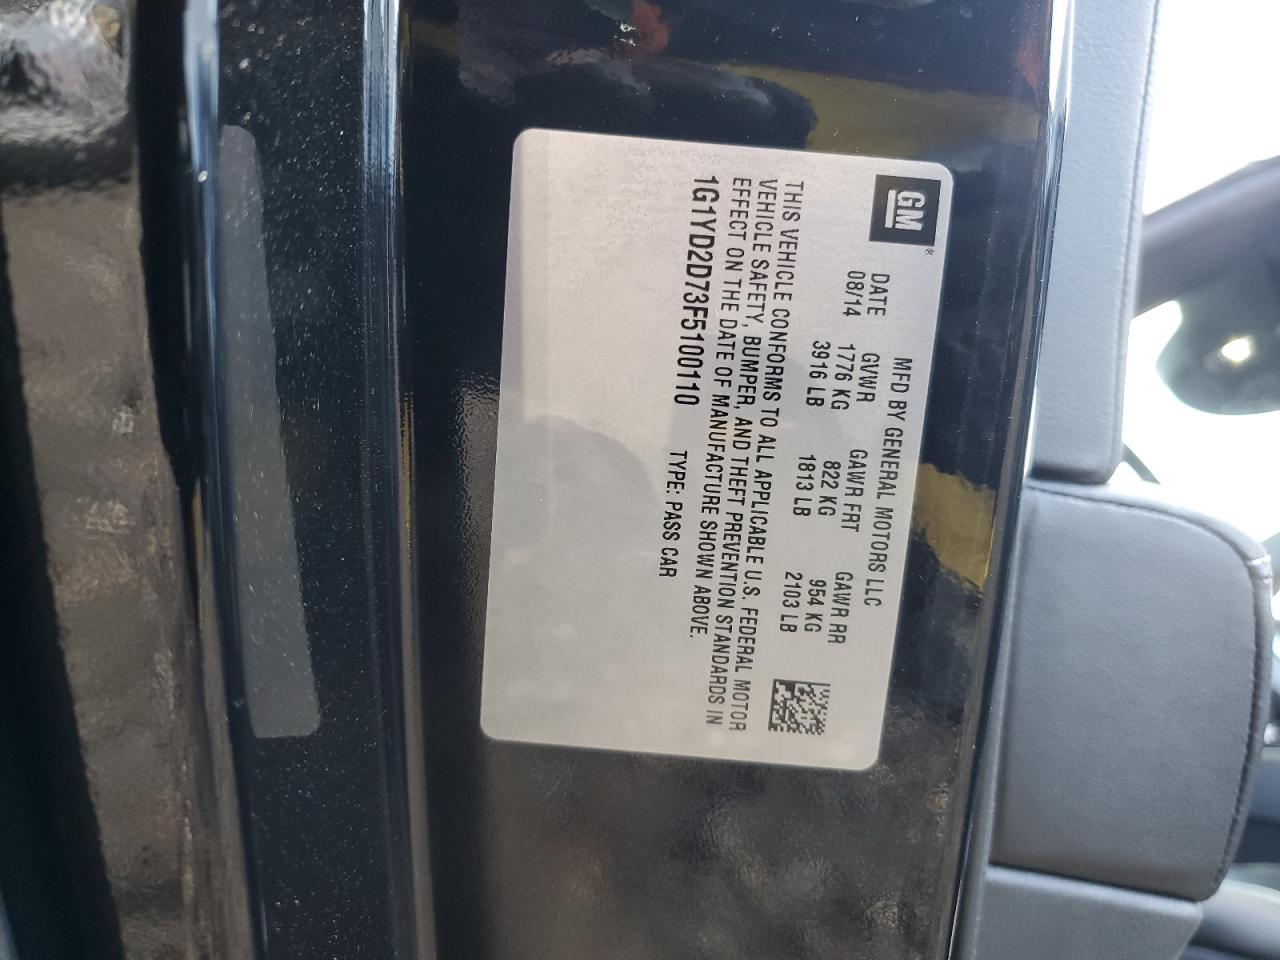 GM ®
MFD BY GENERAL MOTORS LLC
DATE GVWR GAWR FRT GAWR RR
08/14 1776 KG 822 KG 954 KG
3916 LB 1813 LB 2103 LB
THIS VEHICLE CONFORMS TO ALL APPLICABLE U.S. FEDERAL MOTOR
VEHICLE SAFETY, BUMPER, AND THEFT PREVENTION STANDARDS IN
EFFECT ON THE DATE OF MANUFACTURE SHOWN ABOVE.
1G1YD2D73F5100110 TYPE: PASS CAR